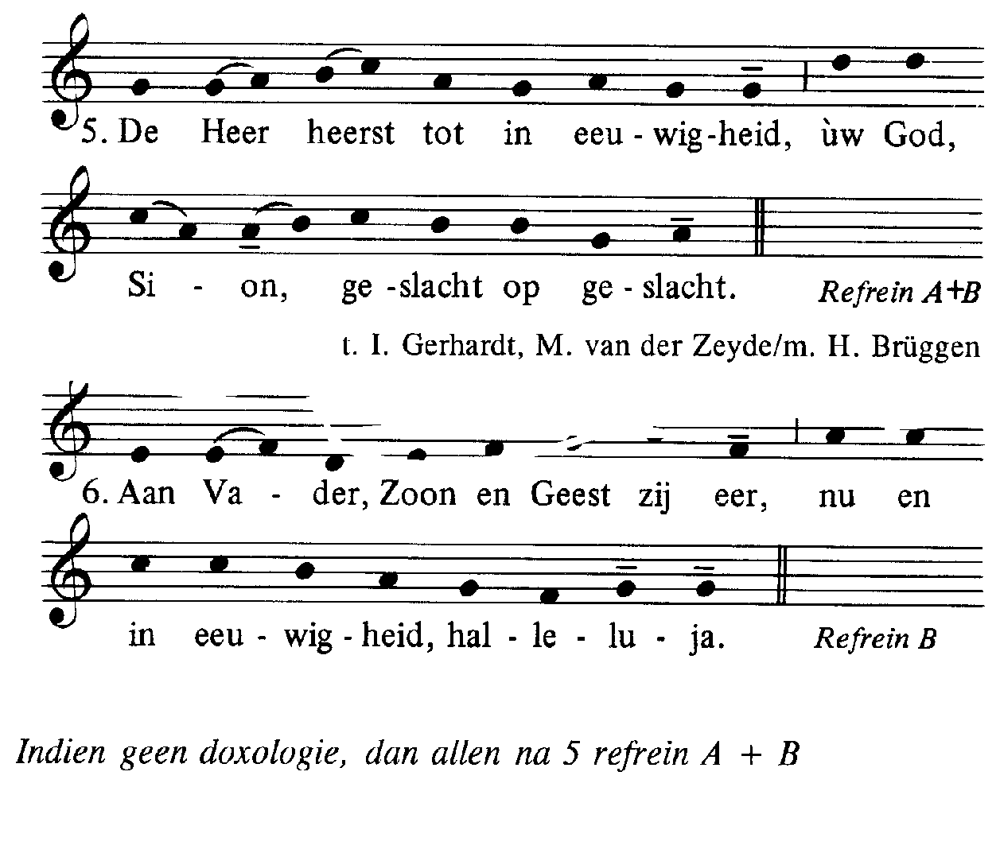 5. De Heer heerst tot in eeu - wig - heid, ùw God,
Si - on, ge - slacht op ge - slacht. Refrein A+B
t. I. Gerhardt, M. van der Zeyde/m. H. Brüggen
6. Aan Va - der, Zoon en Geest zij eer, nu en
in eeu - wig - heid, hal - le - lu - ja. Refrein B
Indien geen doxologie, dan allen na 5 refrein A + B